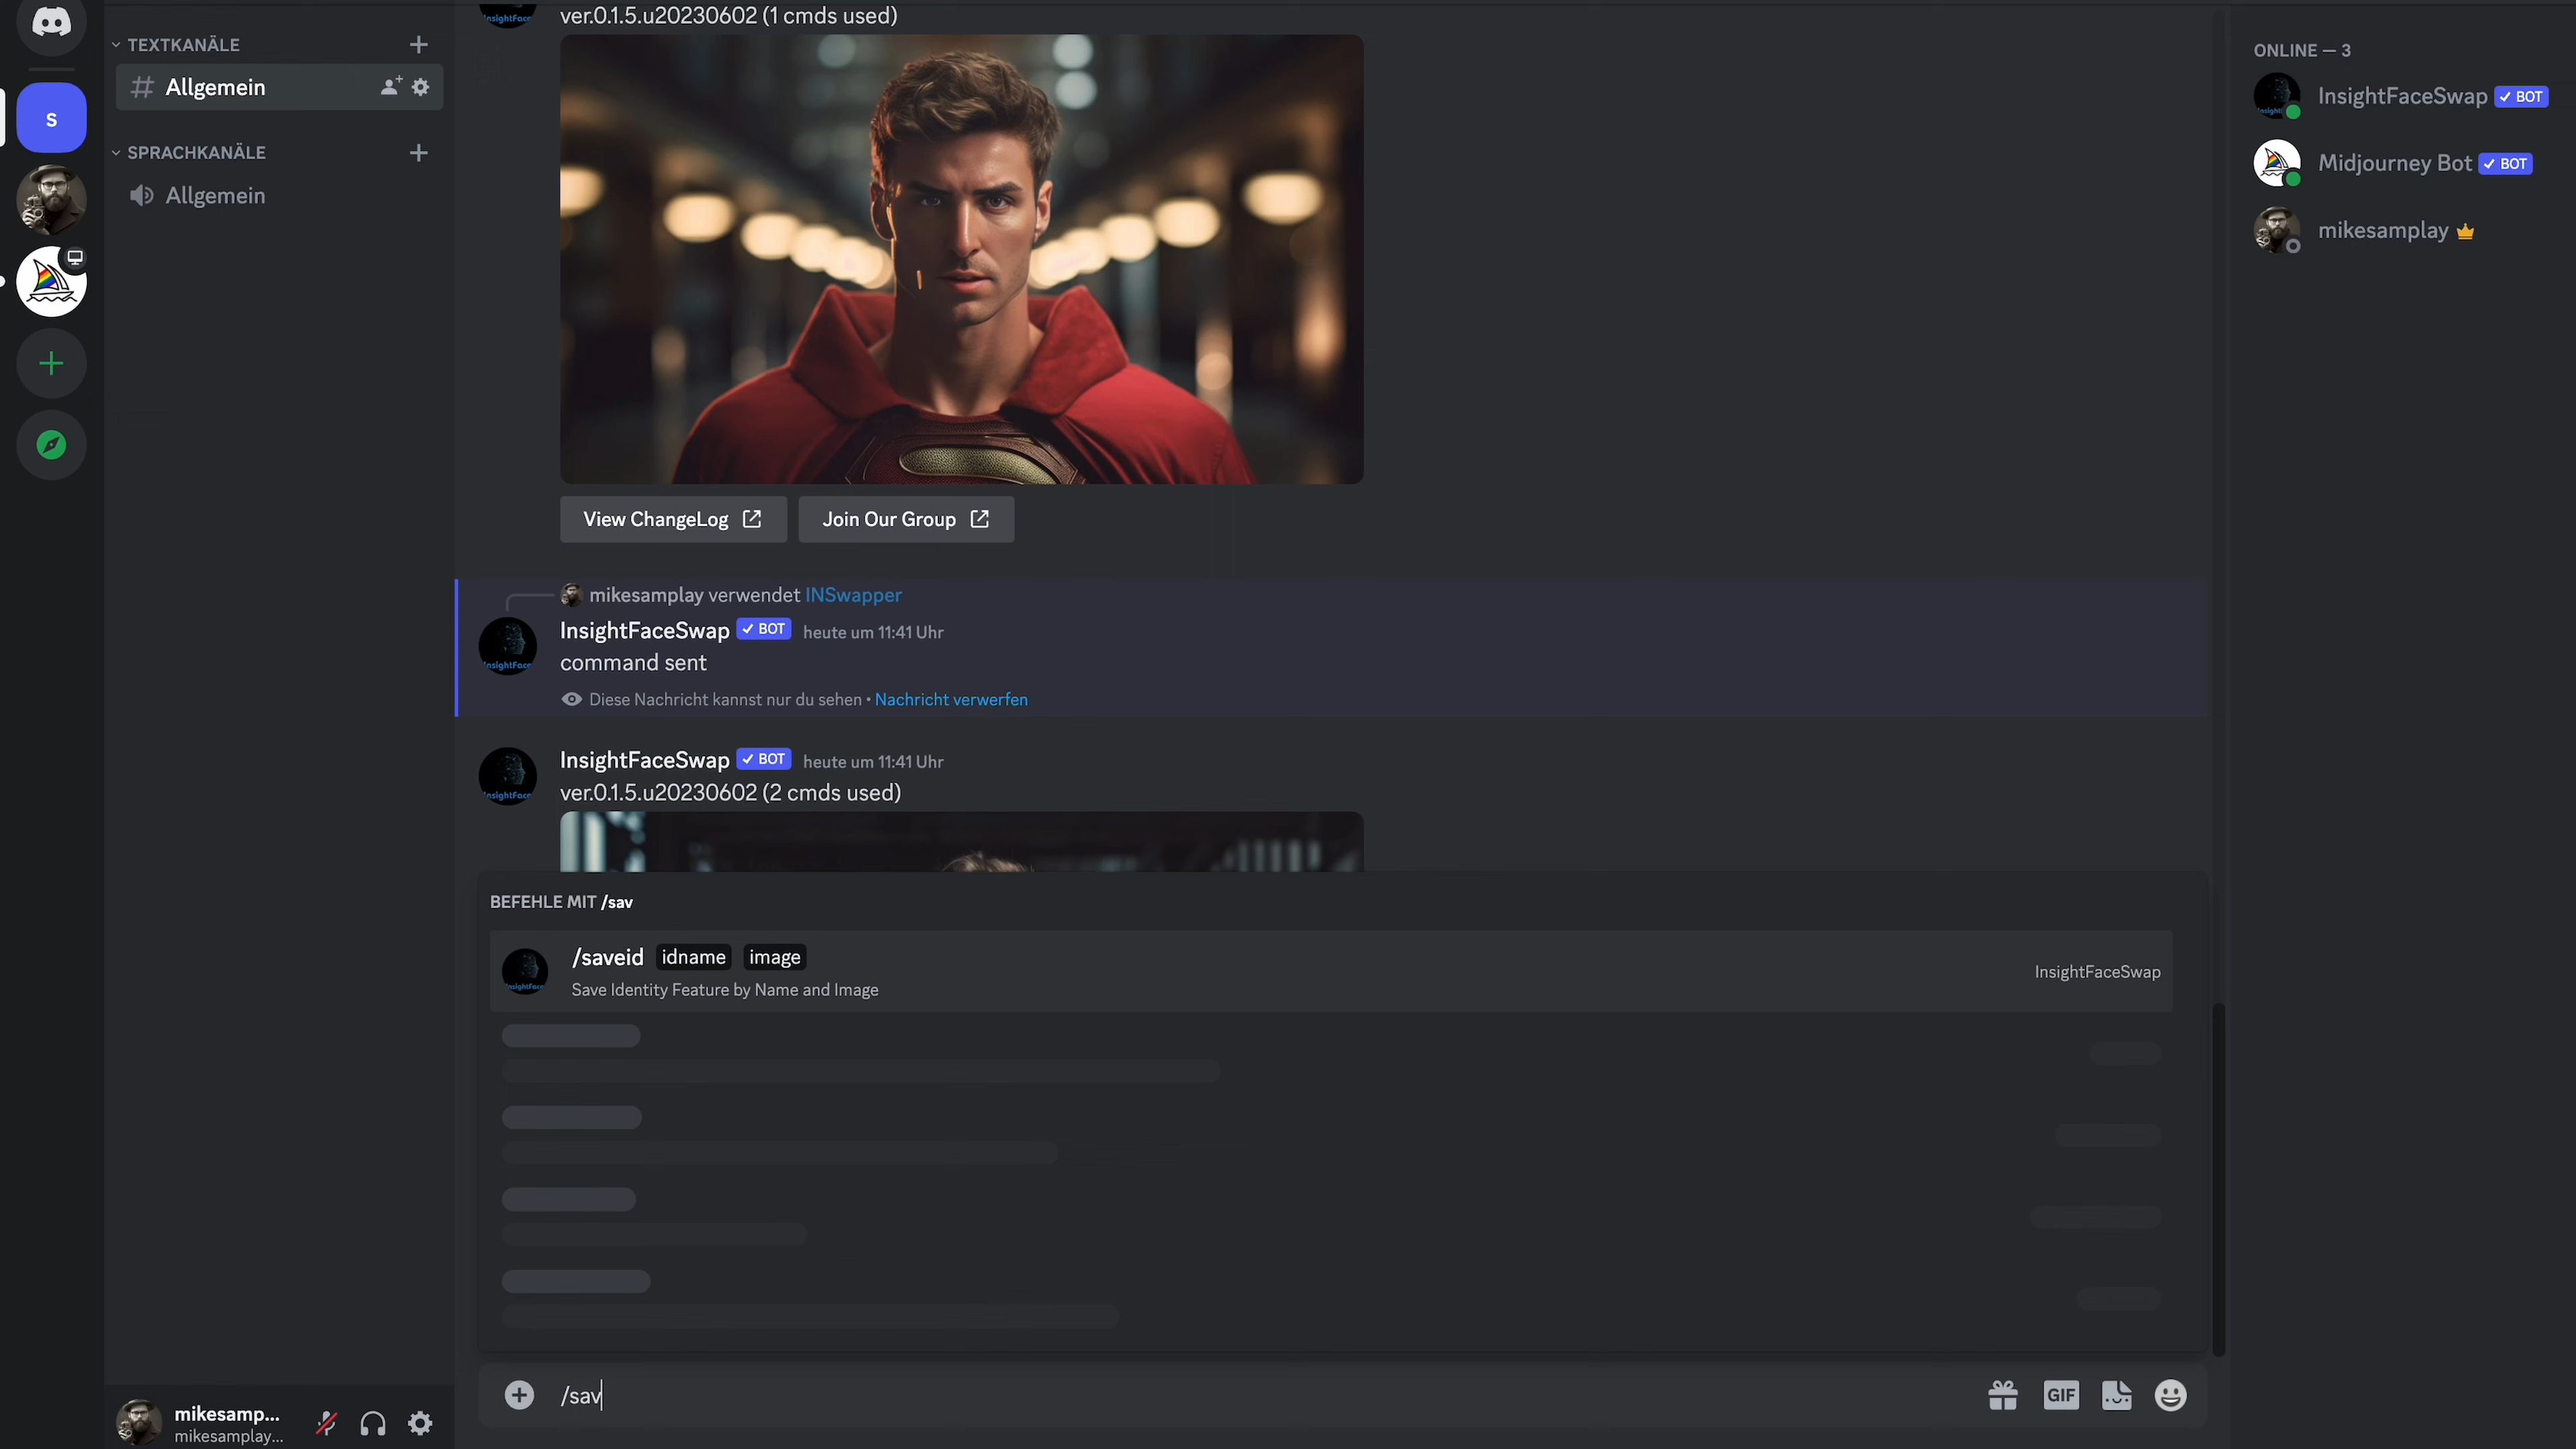 TEXTKANÄLE
Allgemein
SPRACHKANÄLE
Allgemein
S
InsightFace
ver.0.1.5.u20230602 (1 cmds used)
View ChangeLog
Join Our Group
mikesamplay verwendet INSwapper
InsightFaceSwap BOT heute um 11:41 Uhr
command sent
InsightFace
Diese Nachricht kannst nur du sehen • Nachricht verwerfen
InsightFaceSwap BOT heute um 11:41 Uhr
ver.0.1.5.u20230602 (2 cmds used)
InsightFace
BEFEHLE MIT /sav
/saveid idname image
Save Identity Feature by Name and Image
InsightFace
InsightFaceSwap
/sav
GIF
mikesamp...
mikesamplay...
ONLINE — 3
InsightFaceSwap BOT
Midjourney Bot BOT
mikesamplay